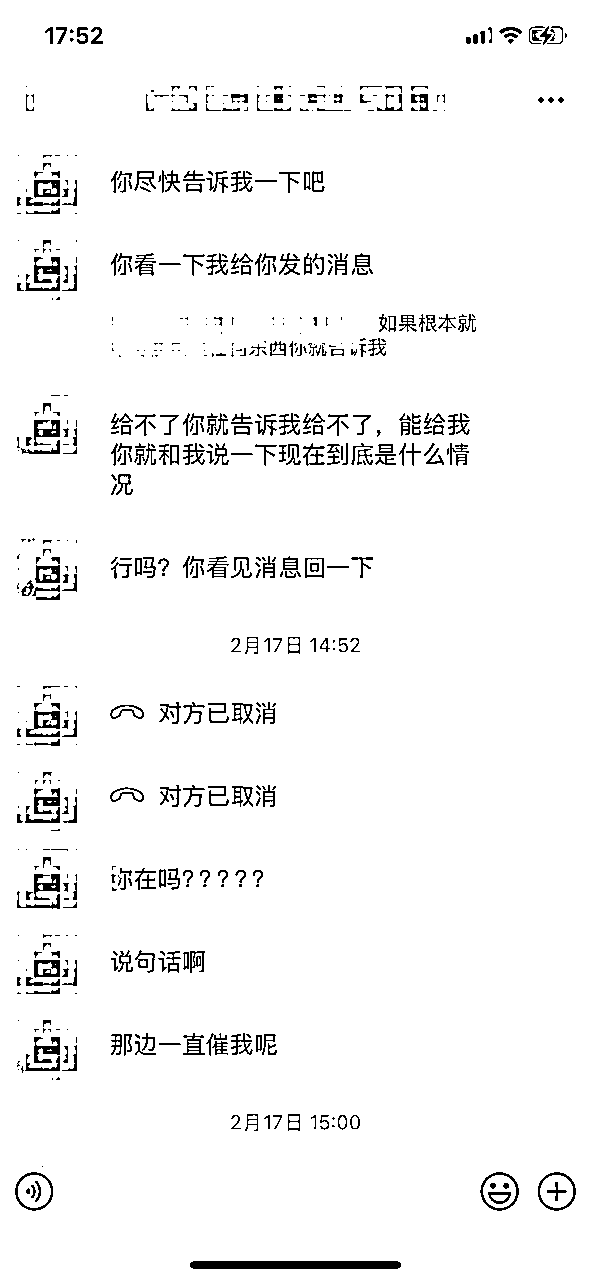 17:52
你尽快告诉我一下吧
你看一下我给你发的消息
如果根本就
东西你就告诉我
给不了你就告诉我给不了，能给我
你就和我说一下现在到底是什么情
况
行吗？你看见消息回一下
2月17日 14:52
对方已取消
对方已取消
你在吗?????
说句话啊
那边一直催我呢
2月17日 15:00